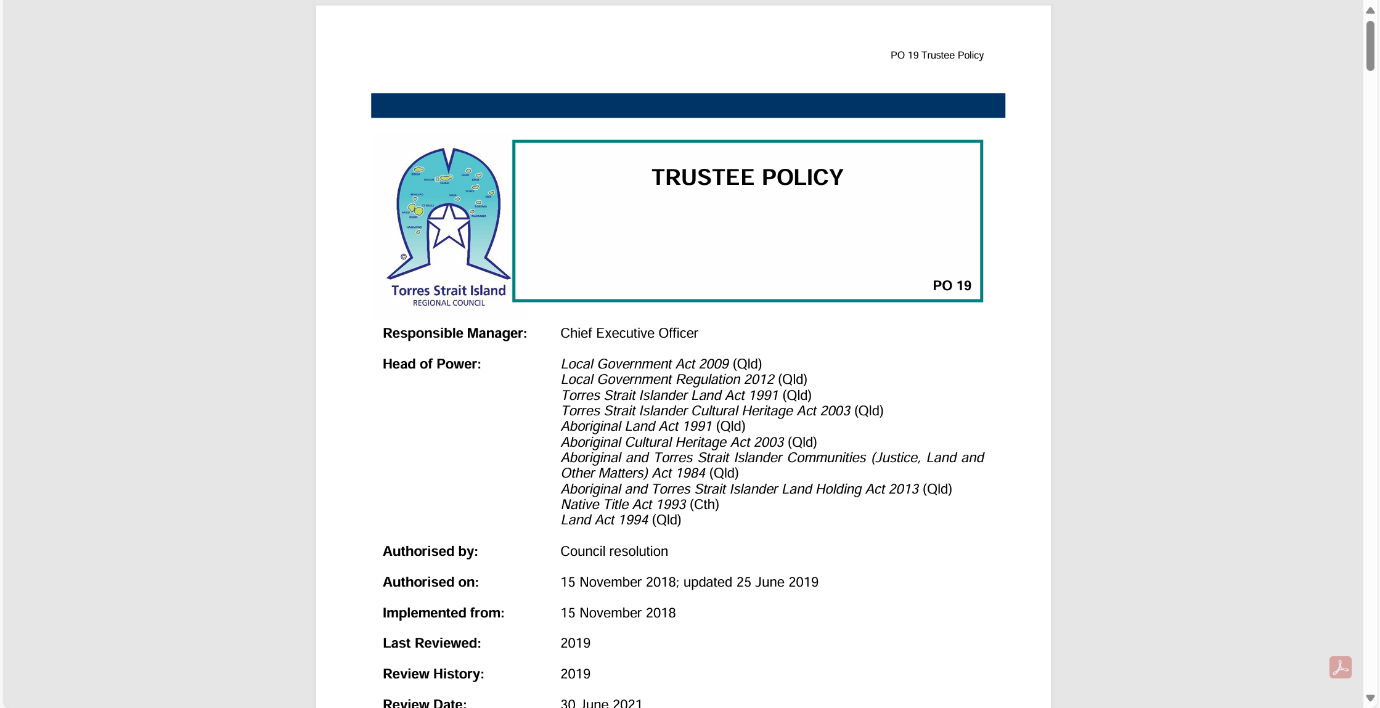 PO 19 Trustee Policy
TRUSTEE POLICY
PO 19
Torres Strait Island
REGIONAL COUNCIL
Responsible Manager: Chief Executive Officer
Head of Power: Local Government Act 2009 (Qld)
Local Government Regulation 2012 (Qld)
Torres Strait Islander Land Act 1991 (Qld)
Torres Strait Islander Cultural Heritage Act 2003 (Qld)
Aboriginal Land Act 1991 (Qld)
Aboriginal Cultural Heritage Act 2003 (Qld)
Aboriginal and Torres Strait Islander Communities (Justice, Land and
Other Matters) Act 1984 (Qld)
Aboriginal and Torres Strait Islander Land Holding Act 2013 (Qld)
Native Title Act 1993 (Cth)
Land Act 1994 (Qld)
Authorised by: Council resolution
Authorised on: 15 November 2018; updated 25 June 2019
Implemented from: 15 November 2018
Last Reviewed: 2019
Review History: 2019
Review Date: 30 June 2021